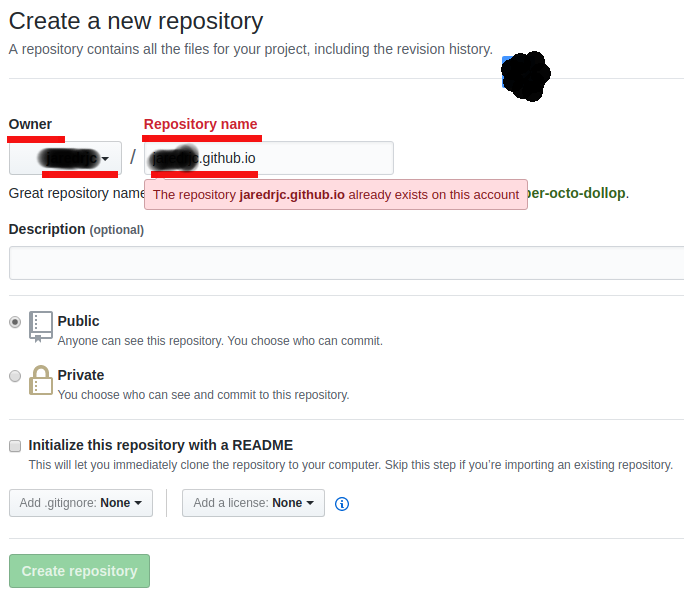 Create a new repository
A repository contains all the files for your project, including the revision history.
Owner
Repository name
/
.github.io
Great repository name
The repository jaredrjc.github.io already exists on this account
per-octo-dollop.
Description (optional)
Public
Anyone can see this repository. You choose who can commit.
Private
You choose who can see and commit to this repository.
Initialize this repository with a README
This will let you immediately clone the repository to your computer. Skip this step if you're importing an existing repository.
Add .gitignore: None
Add a license: None
Create repository